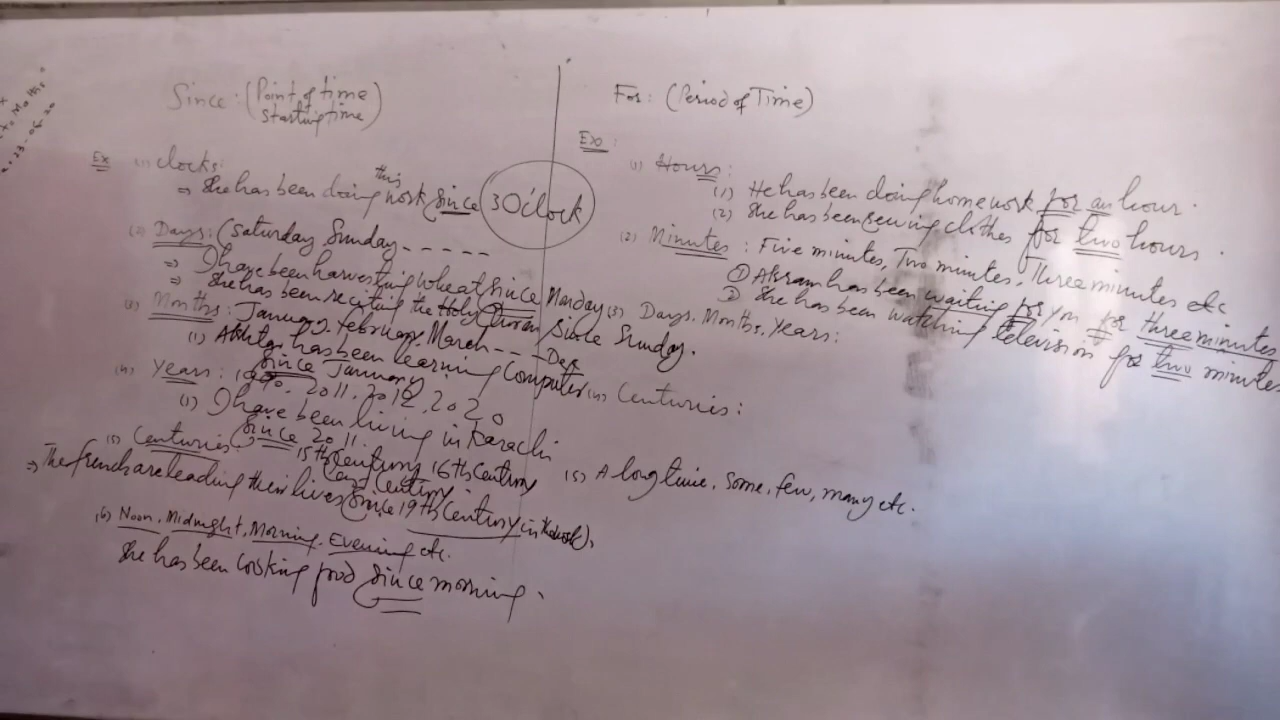 Since: (Point of time
Starting time)
Ex (1) Clocks:
⇒ She has been doing this work since 3 O'clock
(2) Days: (Saturday Sunday - - - - -
⇒ I have been harvesting wheat since Monday
⇒ She has been reciting the Holy Quran since Sunday.
Months: January, February, March - - - Dec
(1) Akhtar has been learning Computer
since January
(4) Years: 2011, 2012, 2020
(1) I have been living in Karachi
since 2011.
(5) Centuries: 15th Century 16th Century
Century
⇒ The french are leading their lives since 19th Century in
(6) Noon, Midnight, Morning, Evening etc.
She has been cooking food since morning.
For: (Period of Time)
Exo:
(1) Hours:
(1) He has been doing homework for an hour.
(2) She has been sewing clothes for two hours.
(2) Minutes: Five minutes, Two minutes, Three minutes etc
① Akram has been waiting for you for three minutes
② She has been watching television for two minutes
(3) Days, Months, Years:
(4) Centuries:
(5) A long time, some, few, many etc.